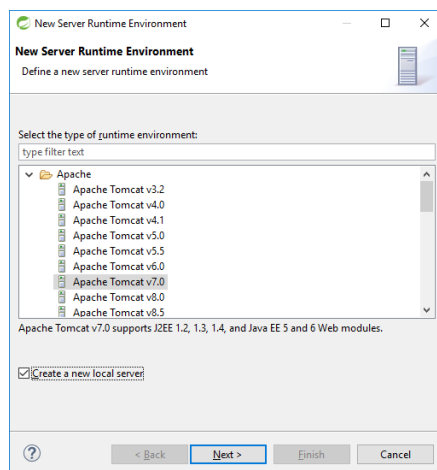 New Server Runtime Environment
New Server Runtime Environment
Define a new server runtime environment
Select the type of runtime environment:
type filter text
Apache
Apache Tomcat v3.2
Apache Tomcat v4.0
Apache Tomcat v4.1
Apache Tomcat v5.0
Apache Tomcat v5.5
Apache Tomcat v6.0
Apache Tomcat v7.0
Apache Tomcat v8.0
Apache Tomcat v8.5
Apache Tomcat v7.0 supports J2EE 1.2, 1.3, 1.4, and Java EE 5 and 6 Web modules.
Create a new local server
? < Back Next > Finish Cancel